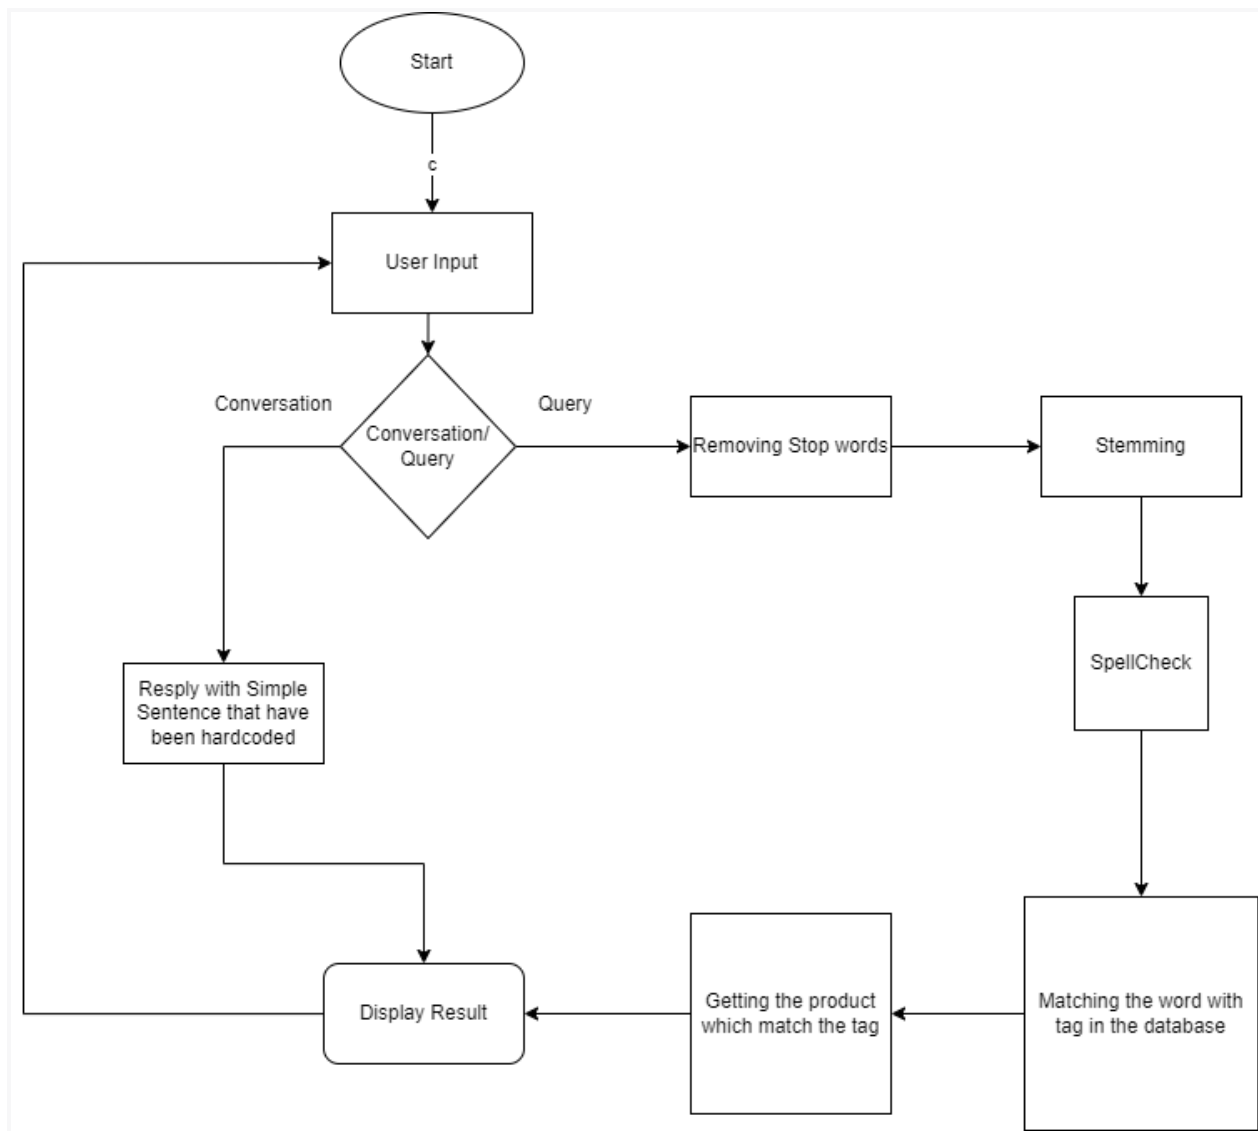 Start
c
User Input
Conversation
Query
Conversation/
Query
Removing Stop words
Stemming
SpellCheck
Resply with Simple
Sentence that have
been hardcoded
Display Result
Getting the product
which match the tag
Matching the word with
tag in the database